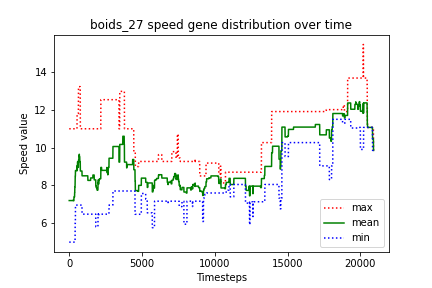 boids_27 speed gene distribution over time
Speed value
14
12
10
8
6
0
5000
10000
15000
20000
Timesteps
max
mean
min